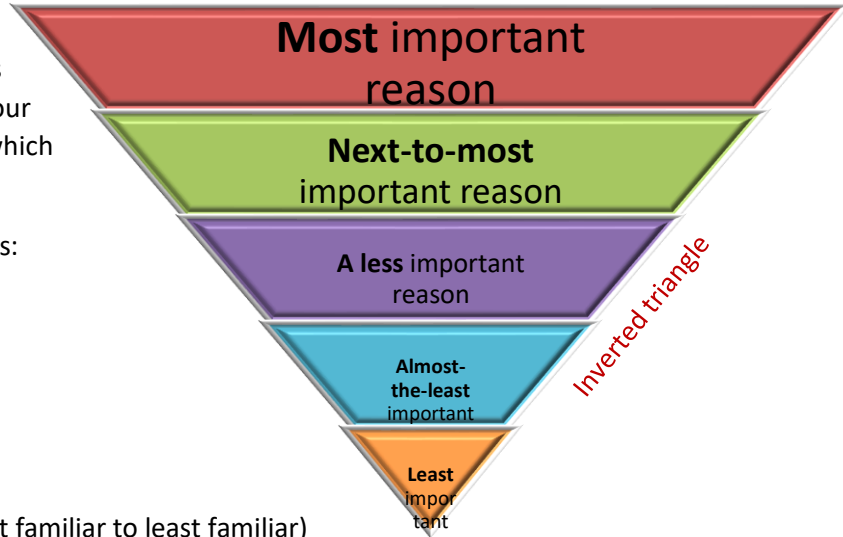 Most important
reason
our
which
Next-to-most
important reason
s:
A less important
reason
Inverted triangle
Almost-
the-least
important
Least
impor
tant
t familiar to least familiar)